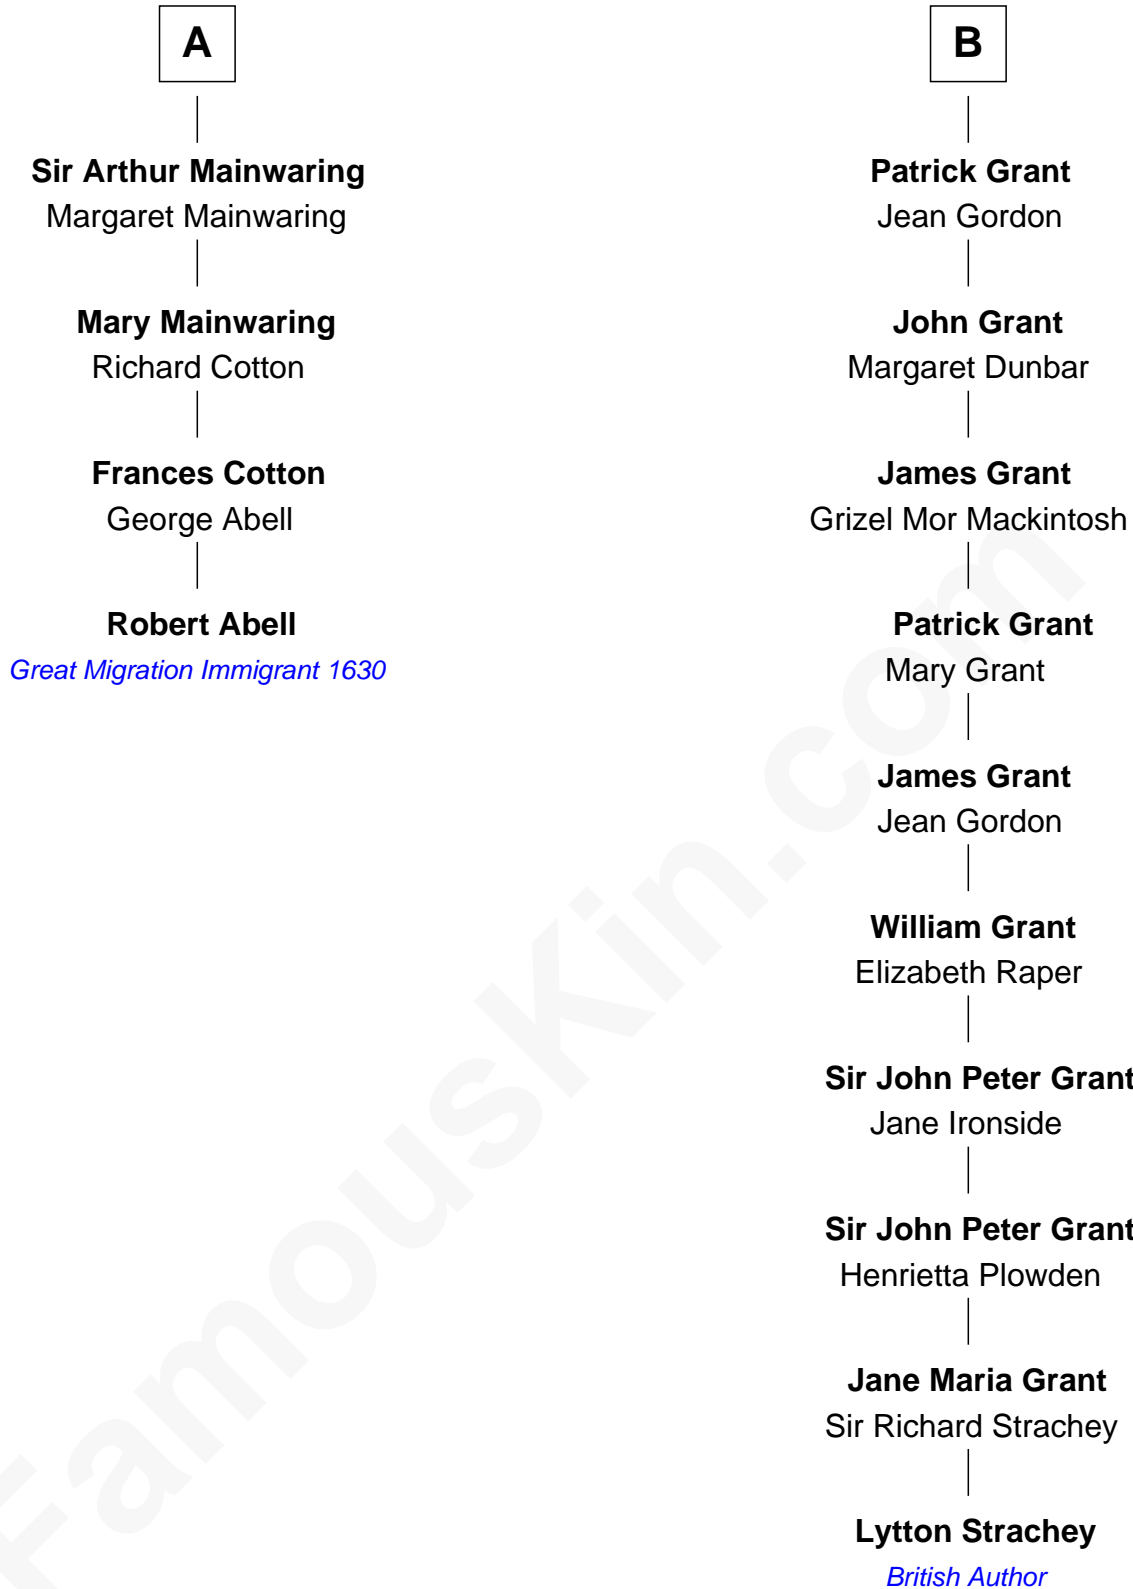 A
Sir Arthur Mainwaring
Margaret Mainwaring
Mary Mainwaring
Richard Cotton
Frances Cotton
George Abell
Robert Abell
Great Migration Immigrant 1630
B
Patrick Grant
Jean Gordon
John Grant
Margaret Dunbar
James Grant
Grizel Mor Mackintosh
Patrick Grant
Mary Grant
James Grant
Jean Gordon
William Grant
Elizabeth Raper
Sir John Peter Grant
Jane Ironside
Sir John Peter Grant
Henrietta Plowden
Jane Maria Grant
Sir Richard Strachey
Lytton Strachey
British Author
FamousKin.com